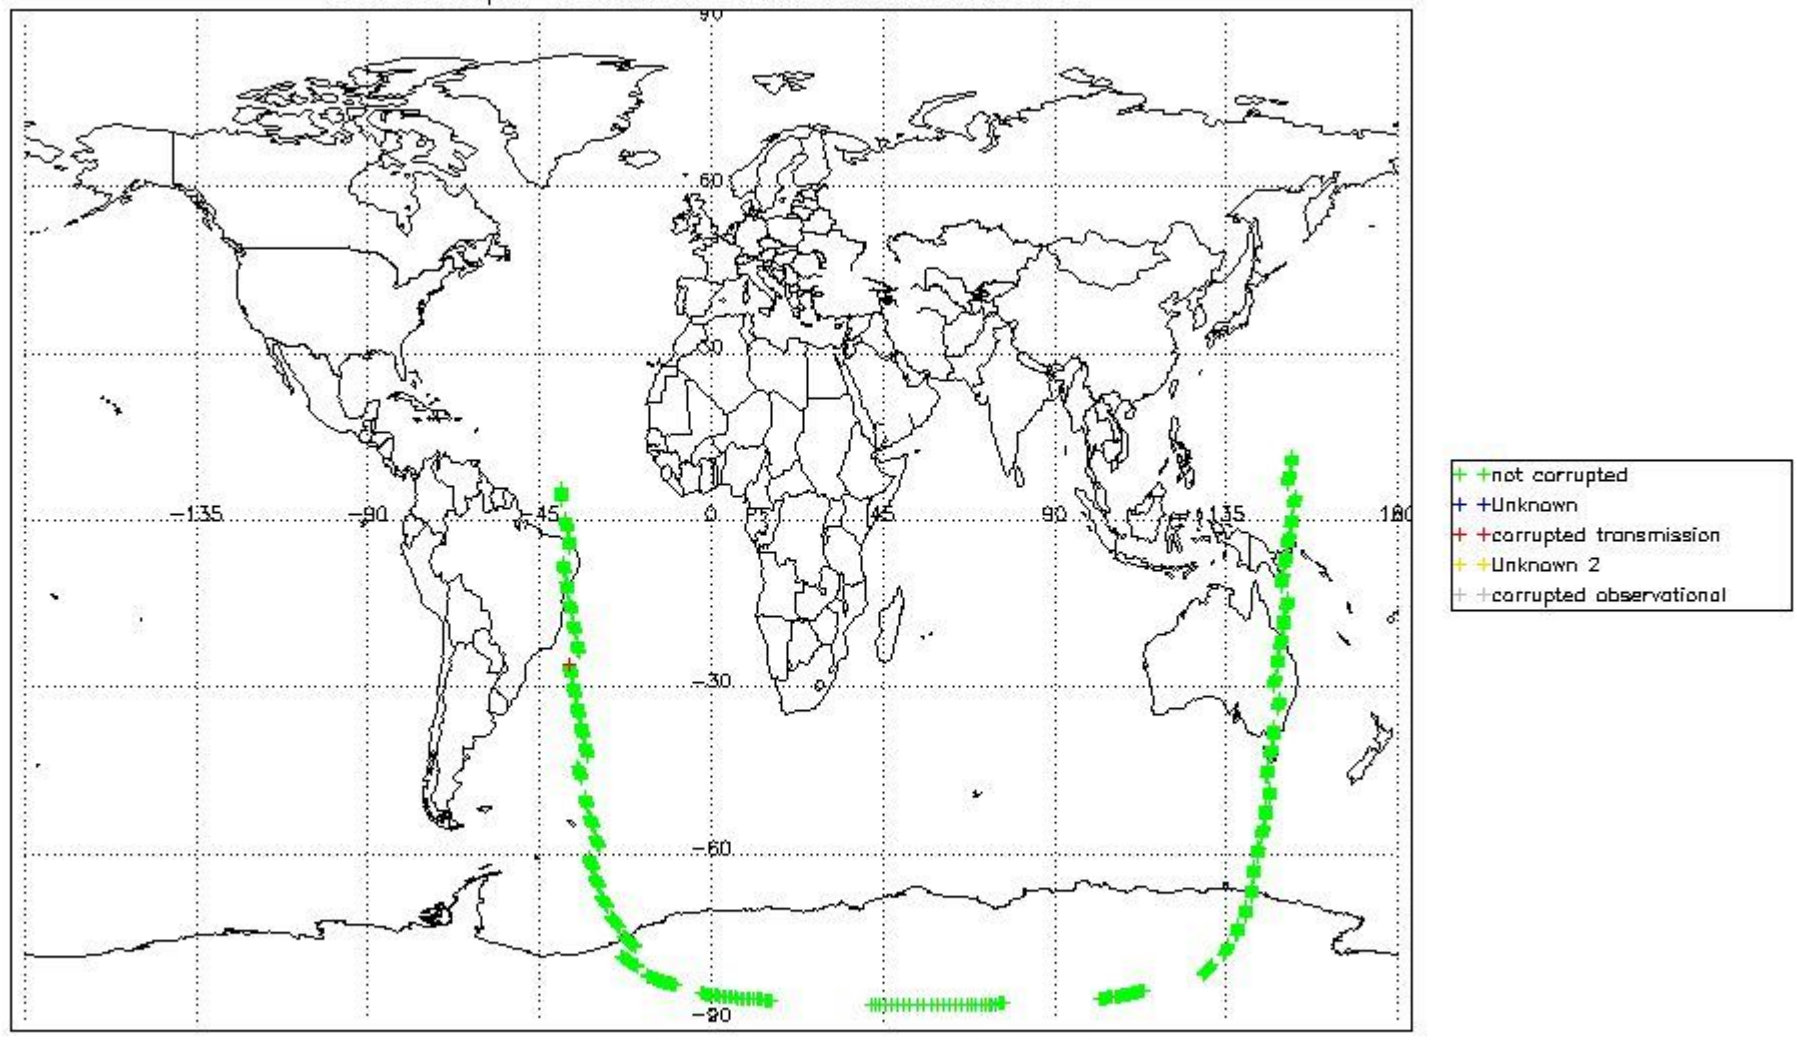 90
60
30
-135 -90 -45 0 45 90 135 180
-30
-60
-90
not corrupted
Unknown
corrupted transmission
Unknown 2
corrupted observational